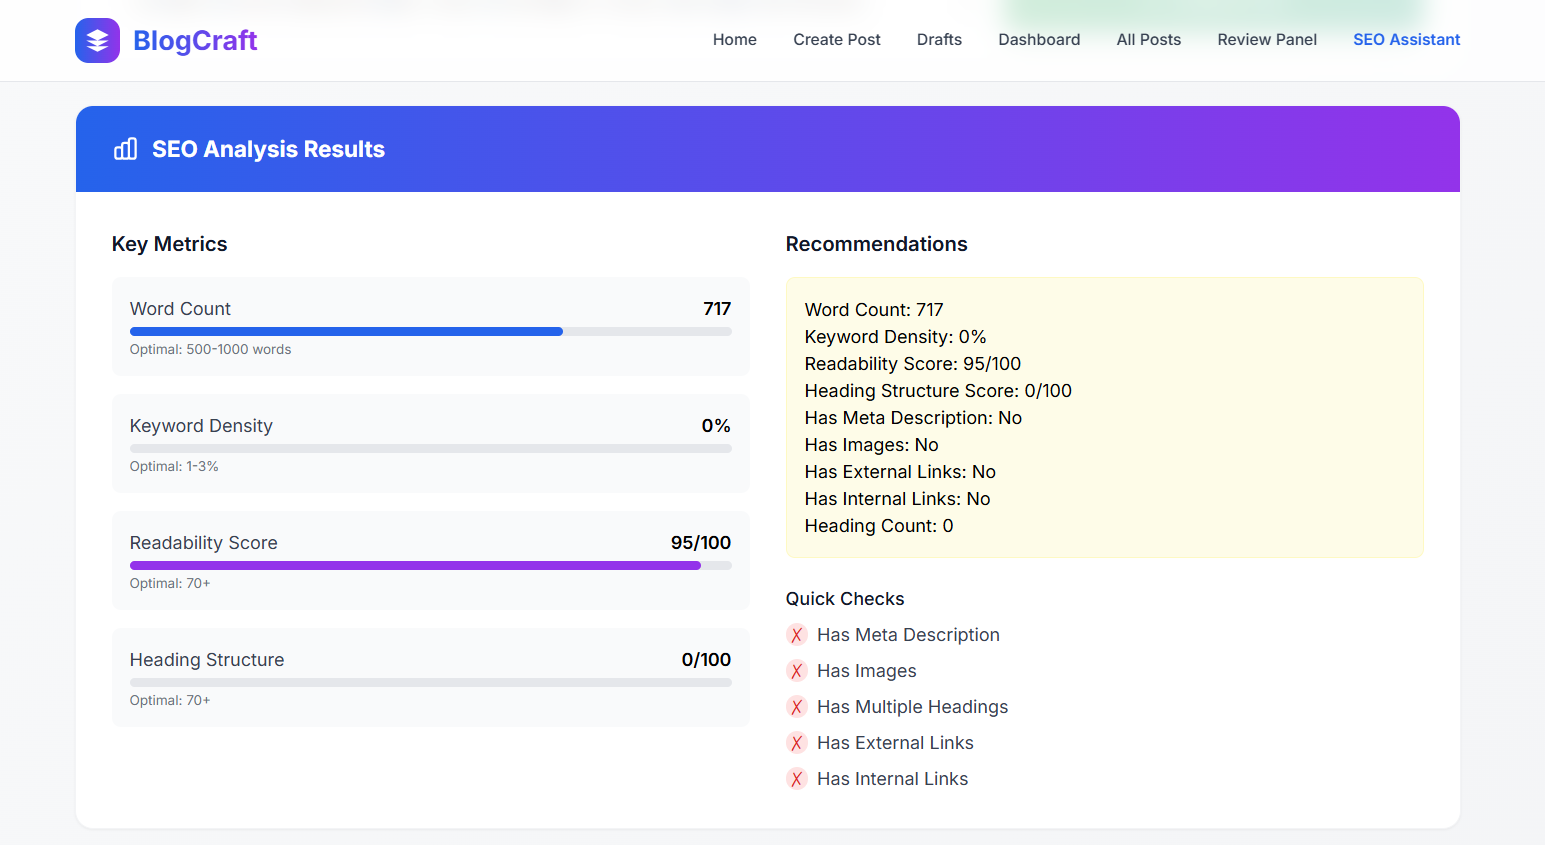 BlogCraft
Home Create Post Drafts Dashboard All Posts Review Panel SEO Assistant
SEO Analysis Results
Key Metrics
Word Count 717
Optimal: 500-1000 words
Keyword Density 0%
Optimal: 1-3%
Readability Score 95/100
Optimal: 70+
Heading Structure 0/100
Optimal: 70+
Recommendations
Word Count: 717
Keyword Density: 0%
Readability Score: 95/100
Heading Structure Score: 0/100
Has Meta Description: No
Has Images: No
Has External Links: No
Has Internal Links: No
Heading Count: 0
Quick Checks
✗ Has Meta Description
✗ Has Images
✗ Has Multiple Headings
✗ Has External Links
✗ Has Internal Links